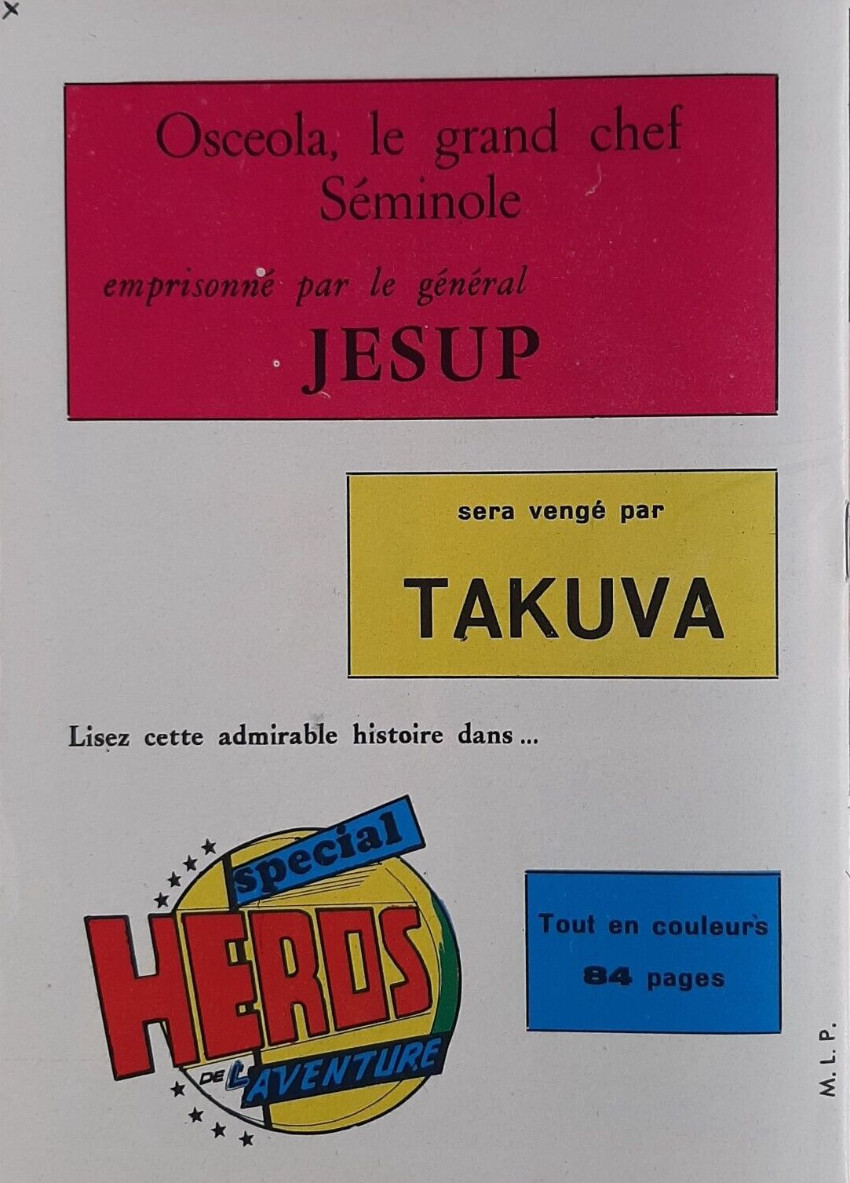 x
Osceola, le grand chef
Séminole
emprisonné par le général
JESUP
sera vengé par
TAKUVA
Lisez cette admirable histoire dans...
special
HEROS
DE L'AVENTURE
Tout en couleurs
84 pages
M. L. P.